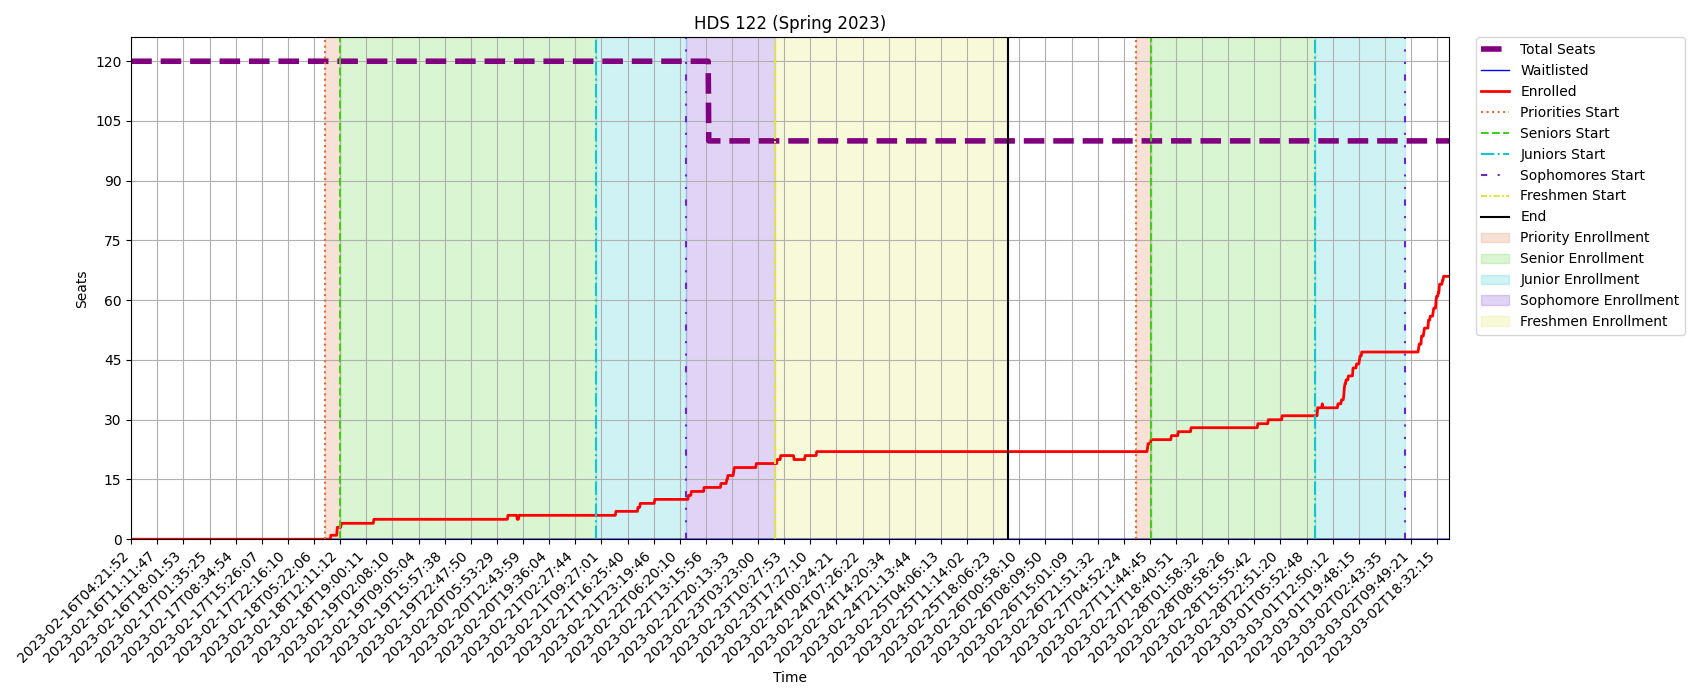 HDS 122 (Spring 2023)
120
105
90
75
60
45
30
15
0
Seats
2023-02-16T04:21:52
2023-02-16T11:11:47
2023-02-16T18:01:53
2023-02-17T01:35:25
2023-02-17T08:34:54
2023-02-17T15:26:07
2023-02-17T22:16:10
2023-02-18T05:22:06
2023-02-18T12:11:12
2023-02-18T19:00:11
2023-02-19T02:08:10
2023-02-19T09:05:04
2023-02-19T15:57:38
2023-02-19T22:47:50
2023-02-20T05:53:29
2023-02-20T12:43:59
2023-02-20T19:36:04
2023-02-21T02:27:44
2023-02-21T09:27:01
2023-02-21T16:25:40
2023-02-21T23:19:46
2023-02-22T06:20:10
2023-02-22T13:15:56
2023-02-22T20:13:33
2023-02-23T03:23:00
2023-02-23T10:27:53
2023-02-23T17:27:10
2023-02-24T00:24:21
2023-02-24T07:26:22
2023-02-24T14:20:34
2023-02-24T21:13:44
2023-02-25T04:06:13
2023-02-25T11:14:02
2023-02-25T18:06:23
2023-02-26T00:58:10
2023-02-26T08:09:50
2023-02-26T15:01:09
2023-02-26T21:51:32
2023-02-27T04:52:24
2023-02-27T11:44:45
2023-02-27T18:40:51
2023-02-28T01:58:32
2023-02-28T08:58:26
2023-02-28T15:55:42
2023-02-28T22:51:20
2023-03-01T05:52:48
2023-03-01T12:50:12
2023-03-01T19:48:15
2023-03-02T02:43:35
2023-03-02T09:49:21
2023-03-02T18:32:15
Time
Total Seats
Waitlisted
Enrolled
Priorities Start
Seniors Start
Juniors Start
Sophomores Start
Freshmen Start
End
Priority Enrollment
Senior Enrollment
Junior Enrollment
Sophomore Enrollment
Freshmen Enrollment